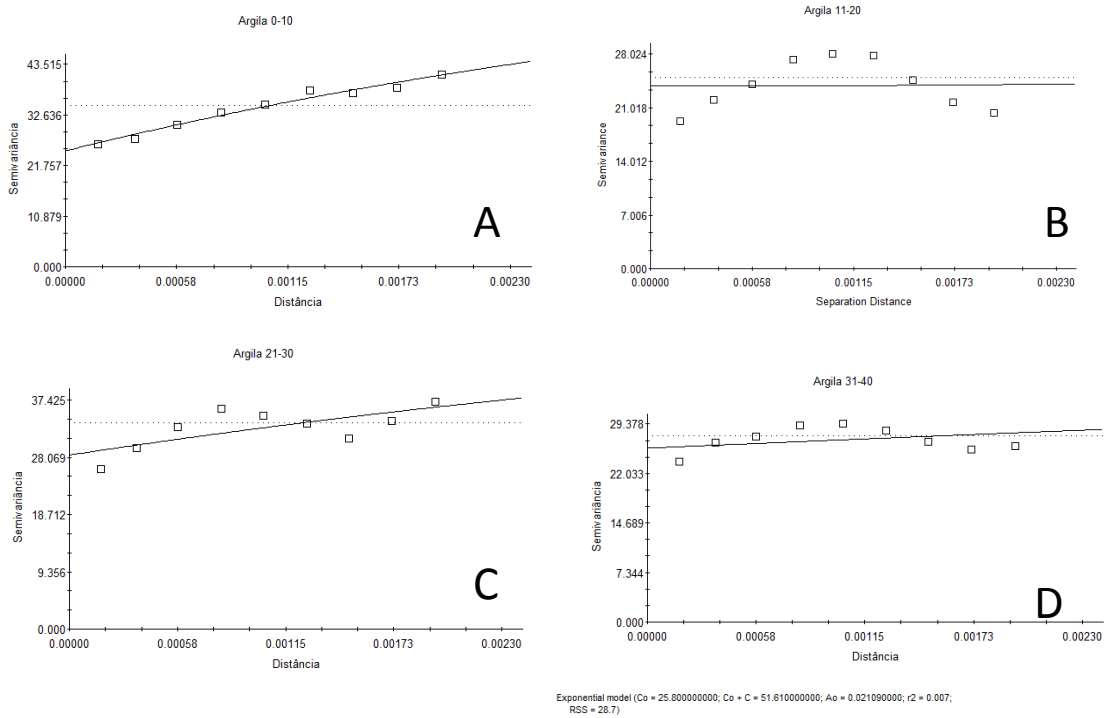 Argila 0-10
43.515
32.636
21.757
10.879
0.000
Semivariância
0.00000 0.00058 0.00115 0.00173 0.00230
Distância
A
Argila 11-20
28.024
21.018
14.012
7.006
0.000
Semivariance
0.00000 0.00058 0.00115 0.00173 0.00230
Separation Distance
B
Argila 21-30
37.425
28.069
18.712
9.356
0.000
Semivariância
0.00000 0.00058 0.00115 0.00173 0.00230
Distância
C
Argila 31-40
29.378
22.033
14.689
7.344
0.000
Semivariância
0.00000 0.00058 0.00115 0.00173 0.00230
Distância
D
Exponential model (Co = 25.800000000; Co + C = 51.610000000; Ao = 0.021090000; r2 = 0.007;
RSS = 28.7)